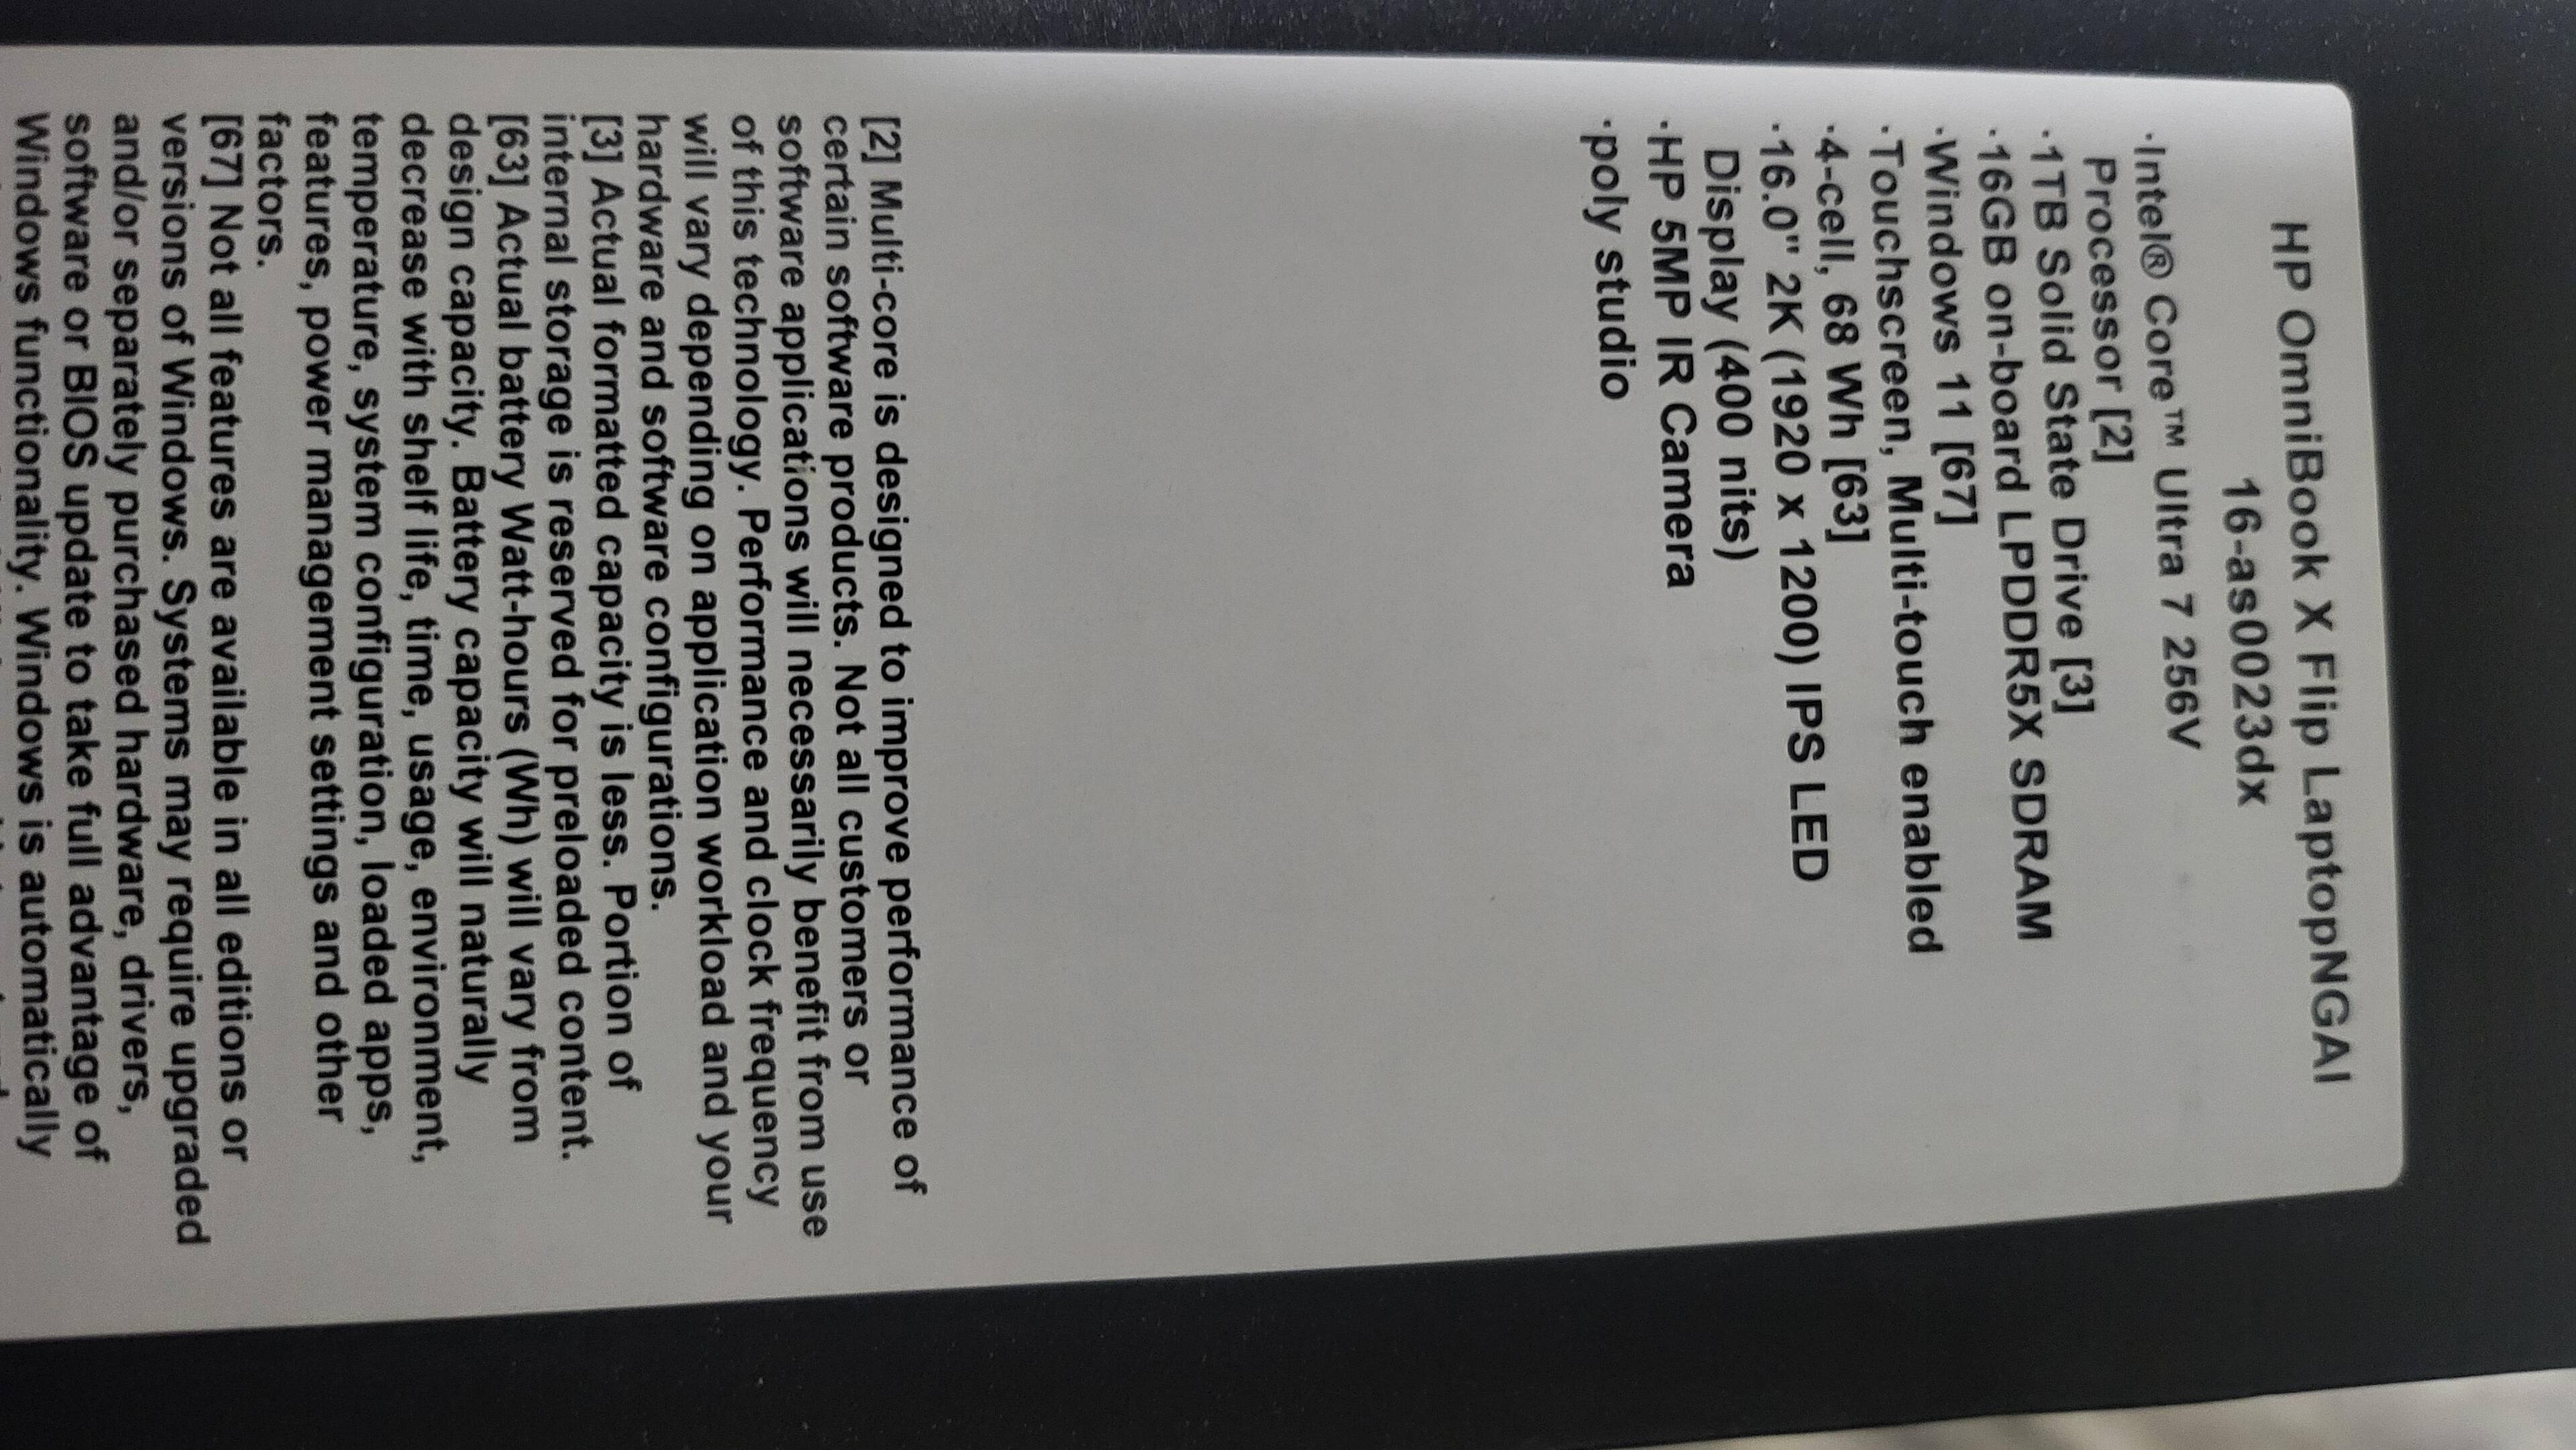 HP OmniBook X Flip LaptopNGAI
16-as0023dx
·Intel® Core™ Ultra 7 256V
Processor [2]
·1TB Solid State Drive [3]
·16GB on-board LPDDR5X SDRAM
·Windows 11 [67]
·Touchscreen, Multi-touch enabled
·4-cell, 68 Wh [63]
·16.0" 2K (1920 x 1200) IPS LED
Display (400 nits)
·HP 5MP IR Camera
·poly studio
[2] Multi-core is designed to improve performance of
certain software products. Not all customers or
software applications will necessarily benefit from use
of this technology. Performance and clock frequency
will vary depending on application workload and your
hardware and software configurations.
[3] Actual formatted capacity is less. Portion of
internal storage is reserved for preloaded content.
[63] Actual battery Watt-hours (Wh) will vary from
design capacity. Battery capacity will naturally
decrease with shelf life, time, usage, environment,
temperature, system configuration, loaded apps,
features, power management settings and other
factors.
[67] Not all features are available in all editions or
versions of Windows. Systems may require upgraded
and/or separately purchased hardware, drivers,
software or BIOS update to take full advantage of
Windows functionality. Windows is automatically